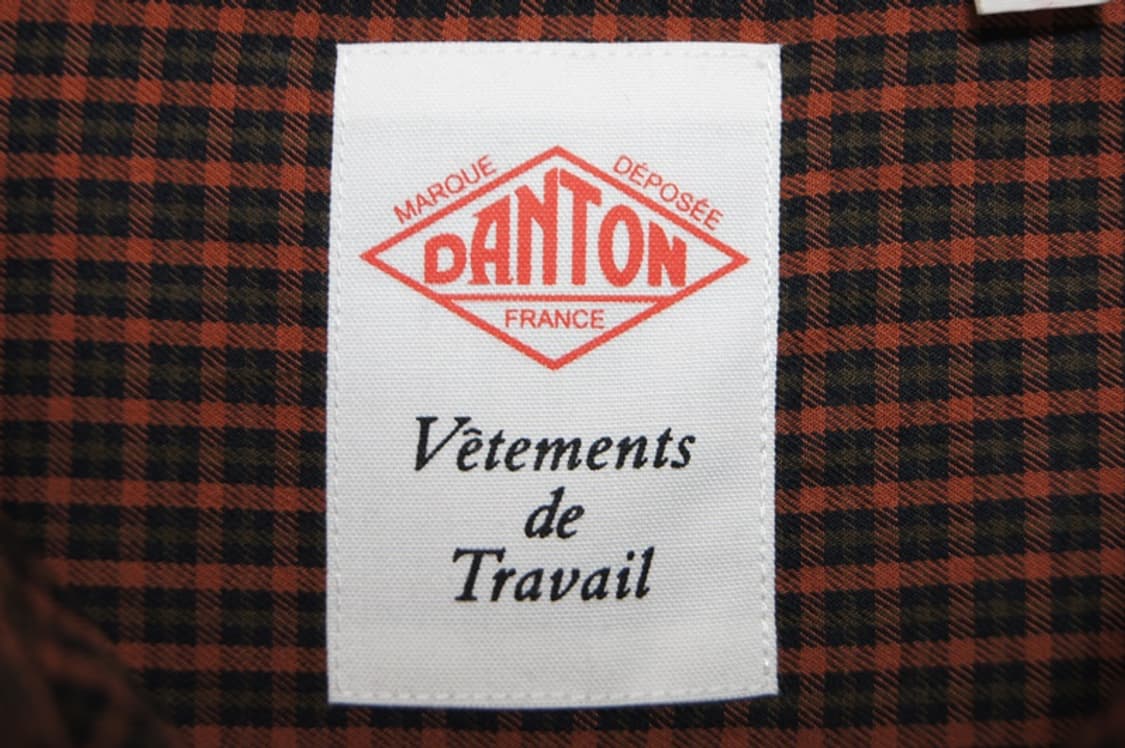 MARQUE DÉPOSÉE
DANTON
FRANCE
Vêtements
de
Travail